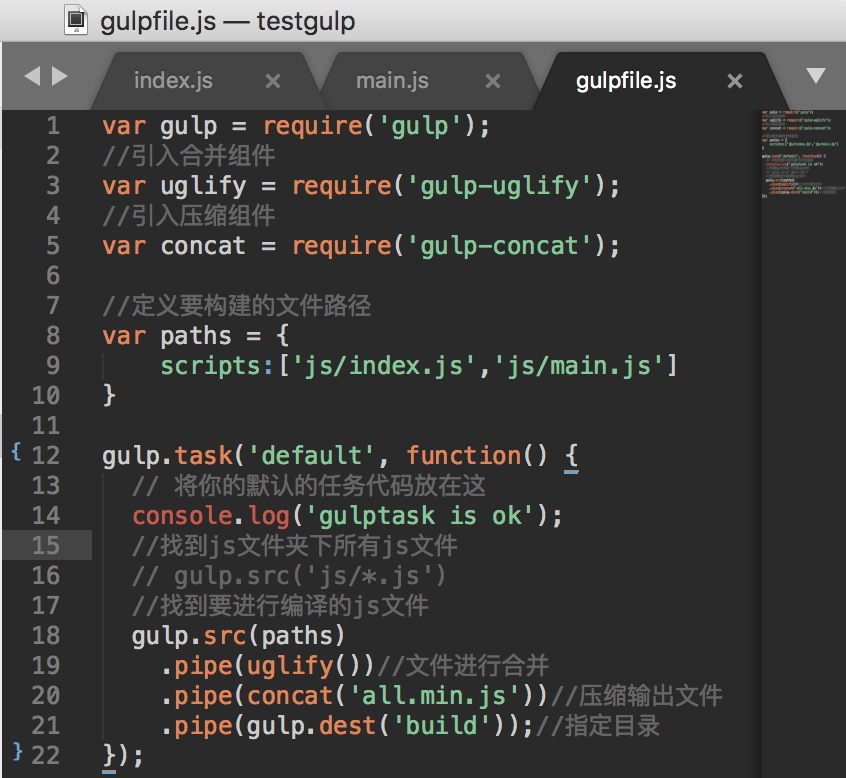 gulpfile.js — testgulp
index.js × main.js × gulpfile.js ×
1 var gulp = require('gulp');
2 //引入合并组件
3 var uglify = require('gulp-uglify');
4 //引入压缩组件
5 var concat = require('gulp-concat');
6
7 //定义要构建的文件路径
8 var paths = {
9     scripts:['js/index.js','js/main.js']
10 }
11
12 gulp.task('default', function() {
13   // 将你的默认的任务代码放在这
14   console.log('gulptask is ok');
15   //找到js文件夹下所有js文件
16   // gulp.src('js/*.js')
17   //找到要进行编译的js文件
18   gulp.src(paths)
19     .pipe(uglify())//文件进行合并
20     .pipe(concat('all.min.js'))//压缩输出文件
21     .pipe(gulp.dest('build'));//指定目录
22 });